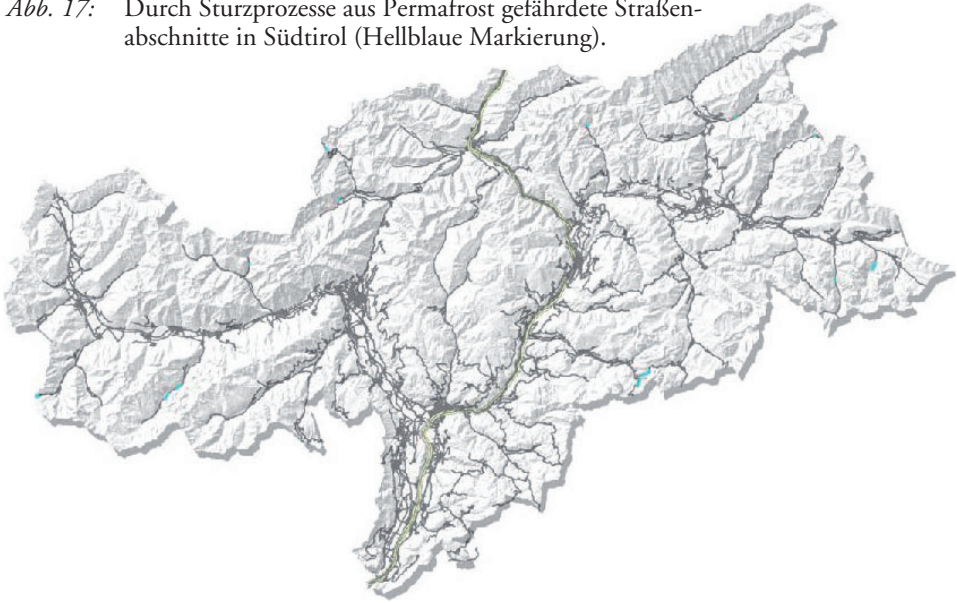 Abb. 17: Durch Sturzprozesse aus Permafrost gefährdete Straßen-
abschnitte in Südtirol (Hellblaue Markierung).